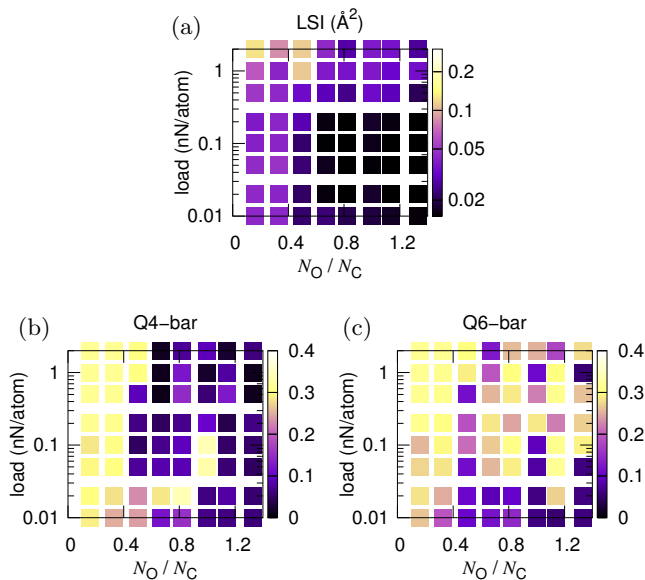 (a)
LSI (Å²)
load (nN/atom)
1
0.1
0.01
0 0.4 0.8 1.2
N_O / N_C
0.2
0.1
0.05
0.02
(b)
Q4−bar
load (nN/atom)
1
0.1
0.01
0 0.4 0.8 1.2
N_O / N_C
0.4
0.3
0.2
0.1
0
(c)
Q6−bar
load (nN/atom)
1
0.1
0.01
0 0.4 0.8 1.2
N_O / N_C
0.4
0.3
0.2
0.1
0